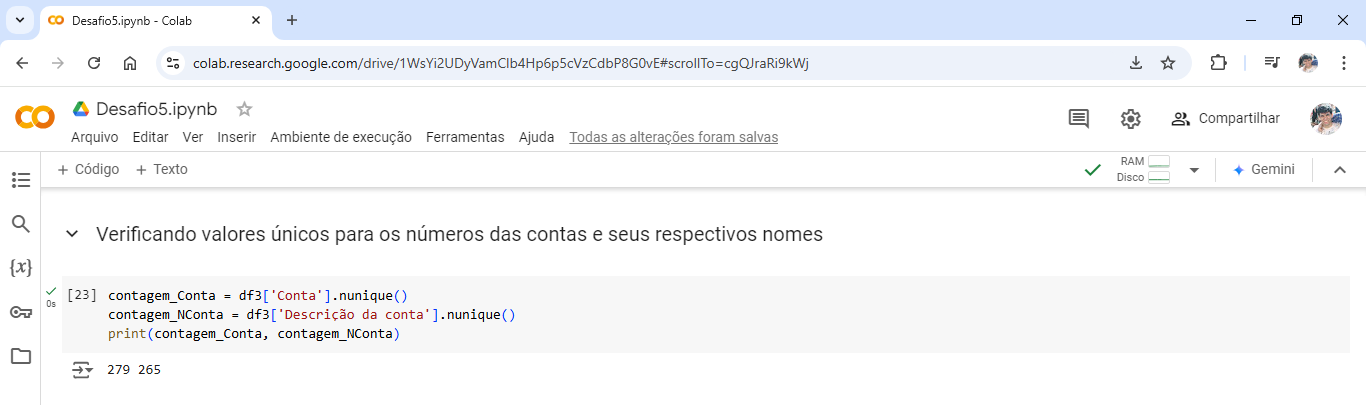 Desafio5.ipynb - Colab
colab.research.google.com/drive/1WsYi2UDyVamClb4Hp6p5cVzCdbP8G0vE#scrollTo=cgQJraRi9kWj
Desafio5.ipynb
Arquivo Editar Ver Inserir Ambiente de execução Ferramentas Ajuda Todas as alterações foram salvas
Compartilhar
+ Código + Texto
RAM
Disco
Gemini
Verificando valores únicos para os números das contas e seus respectivos nomes
{x}
0s
[23] contagem_Conta = df3['Conta'].nunique()
contagem_NConta = df3['Descrição da conta'].nunique()
print(contagem_Conta, contagem_NConta)
279 265